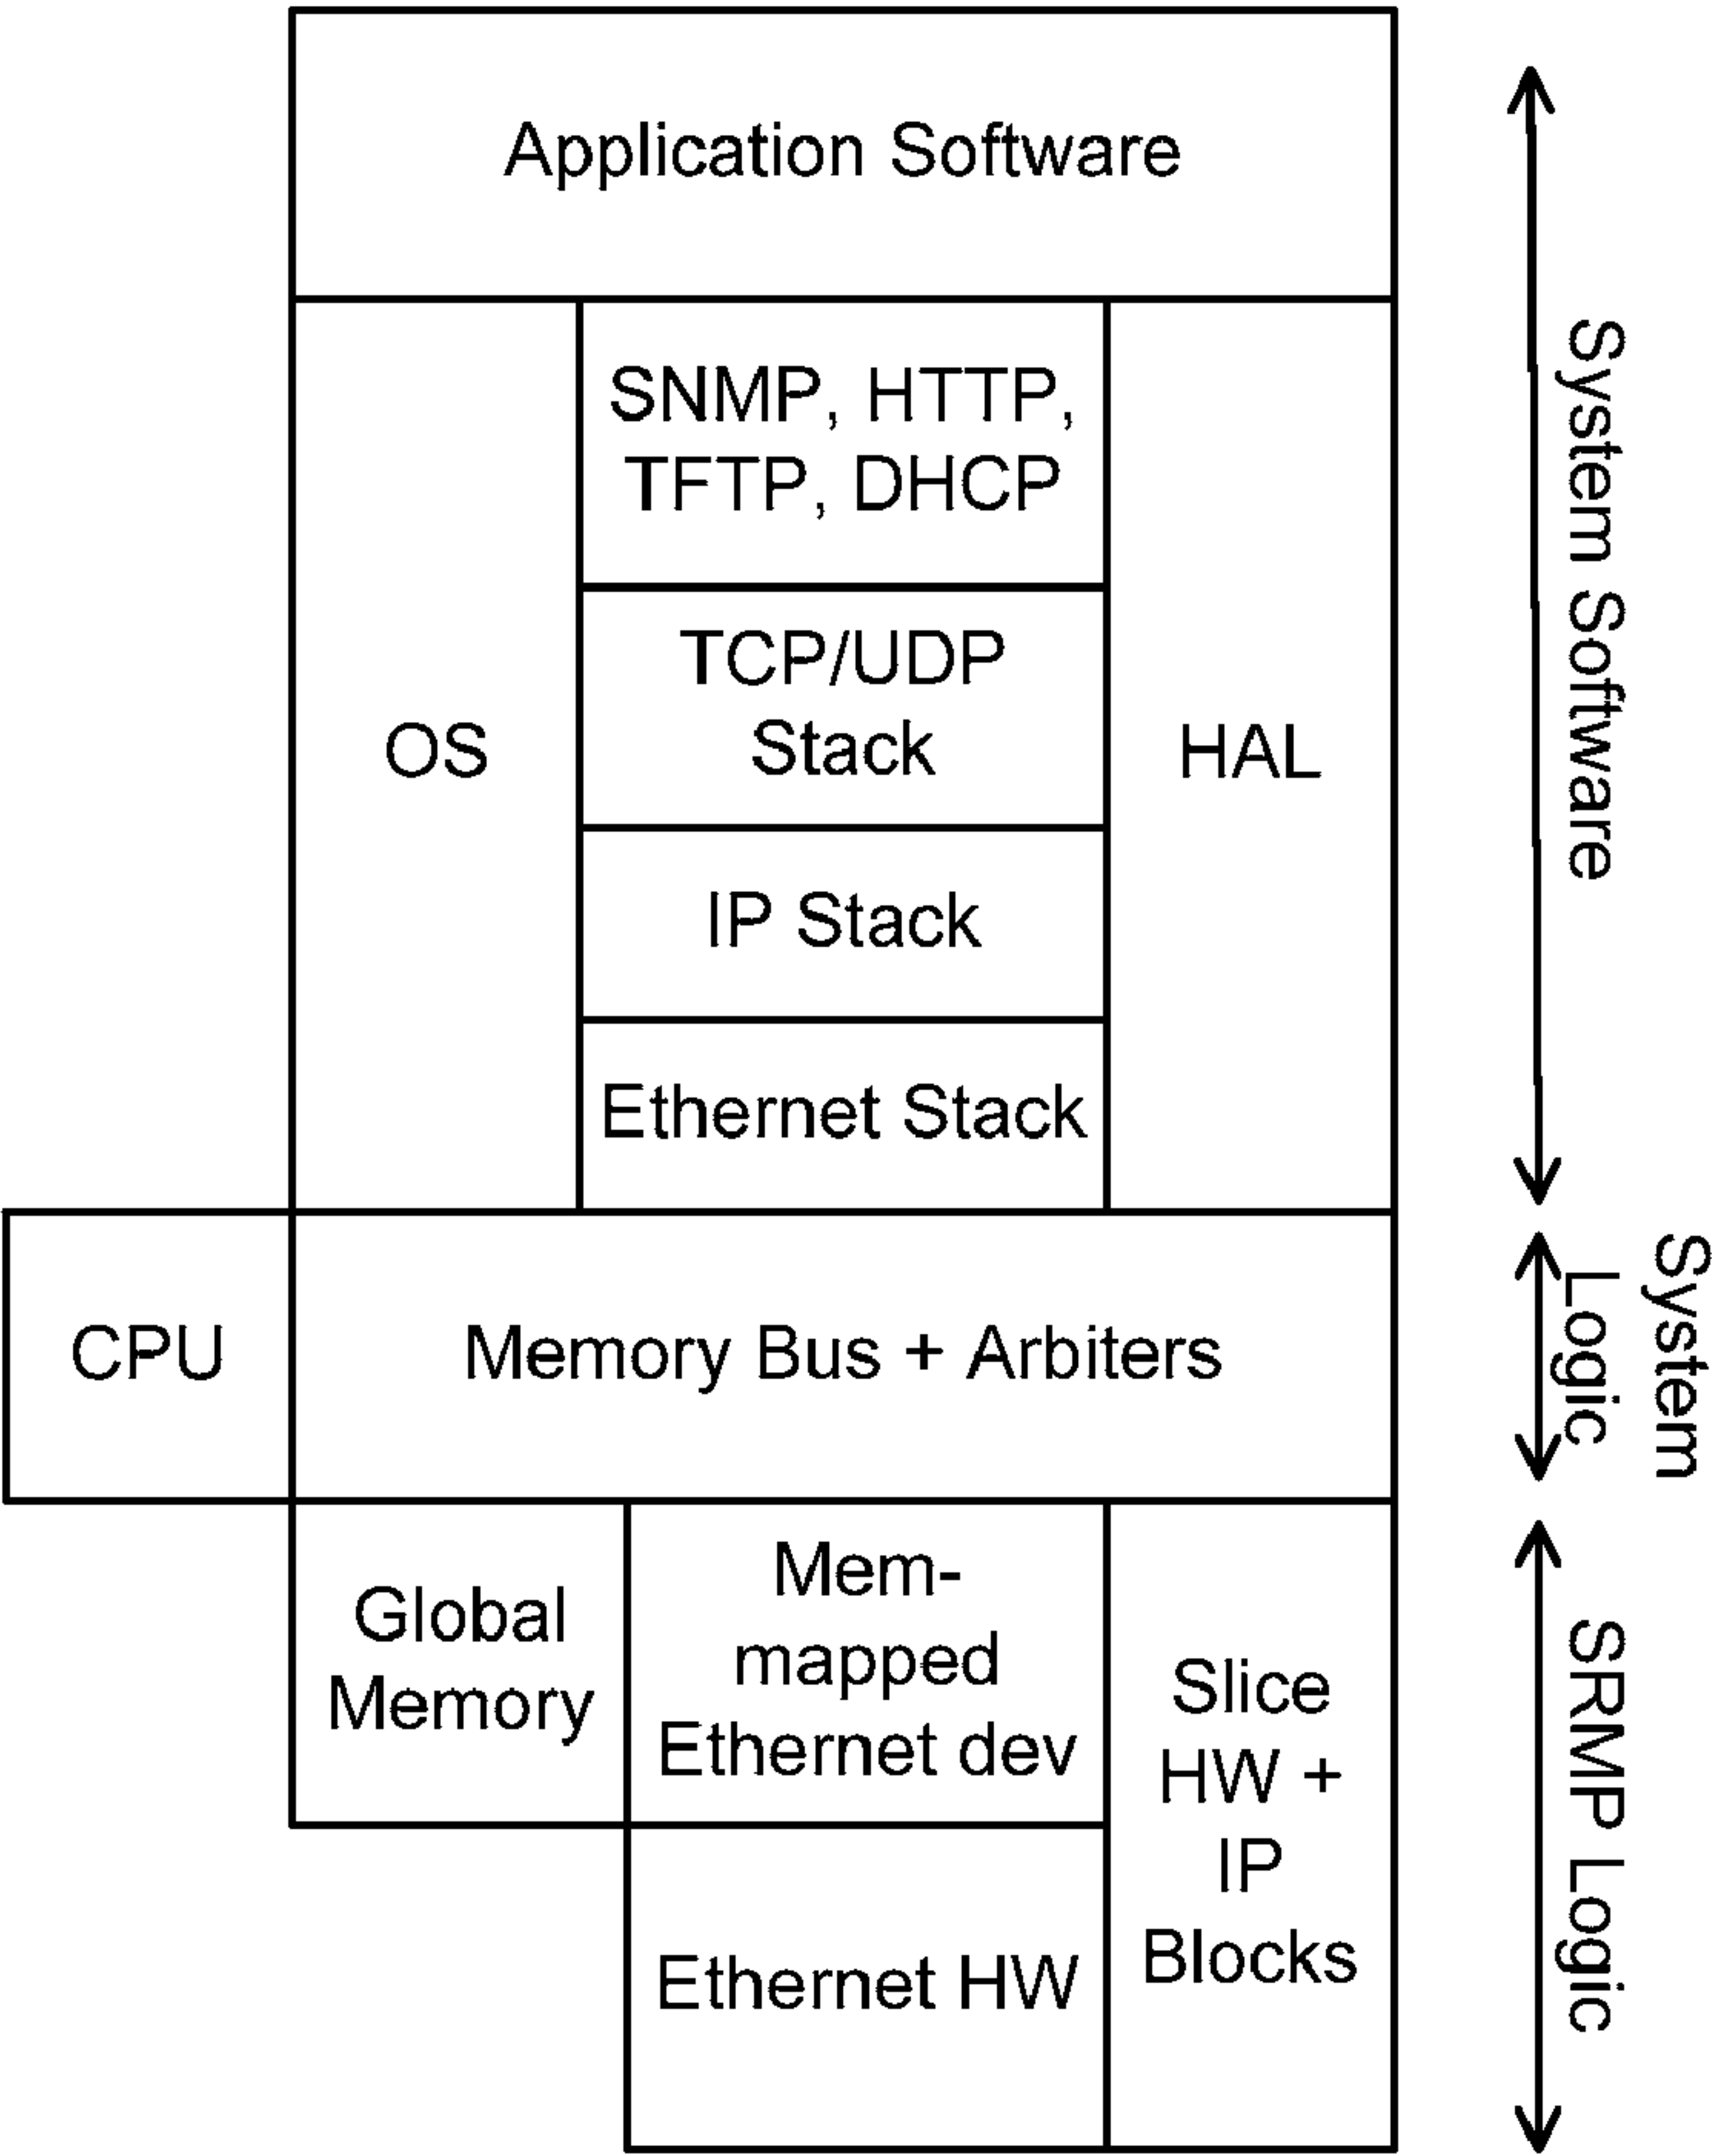 Application Software
SNMP, HTTP,
TFTP, DHCP
OS
TCP/UDP
Stack
HAL
IP Stack
Ethernet Stack
System Software
CPU
Memory Bus + Arbiters
System
Logic
Global
Memory
Mem-
mapped
Ethernet dev
Ethernet HW
Slice
HW +
IP
Blocks
SRMP Logic